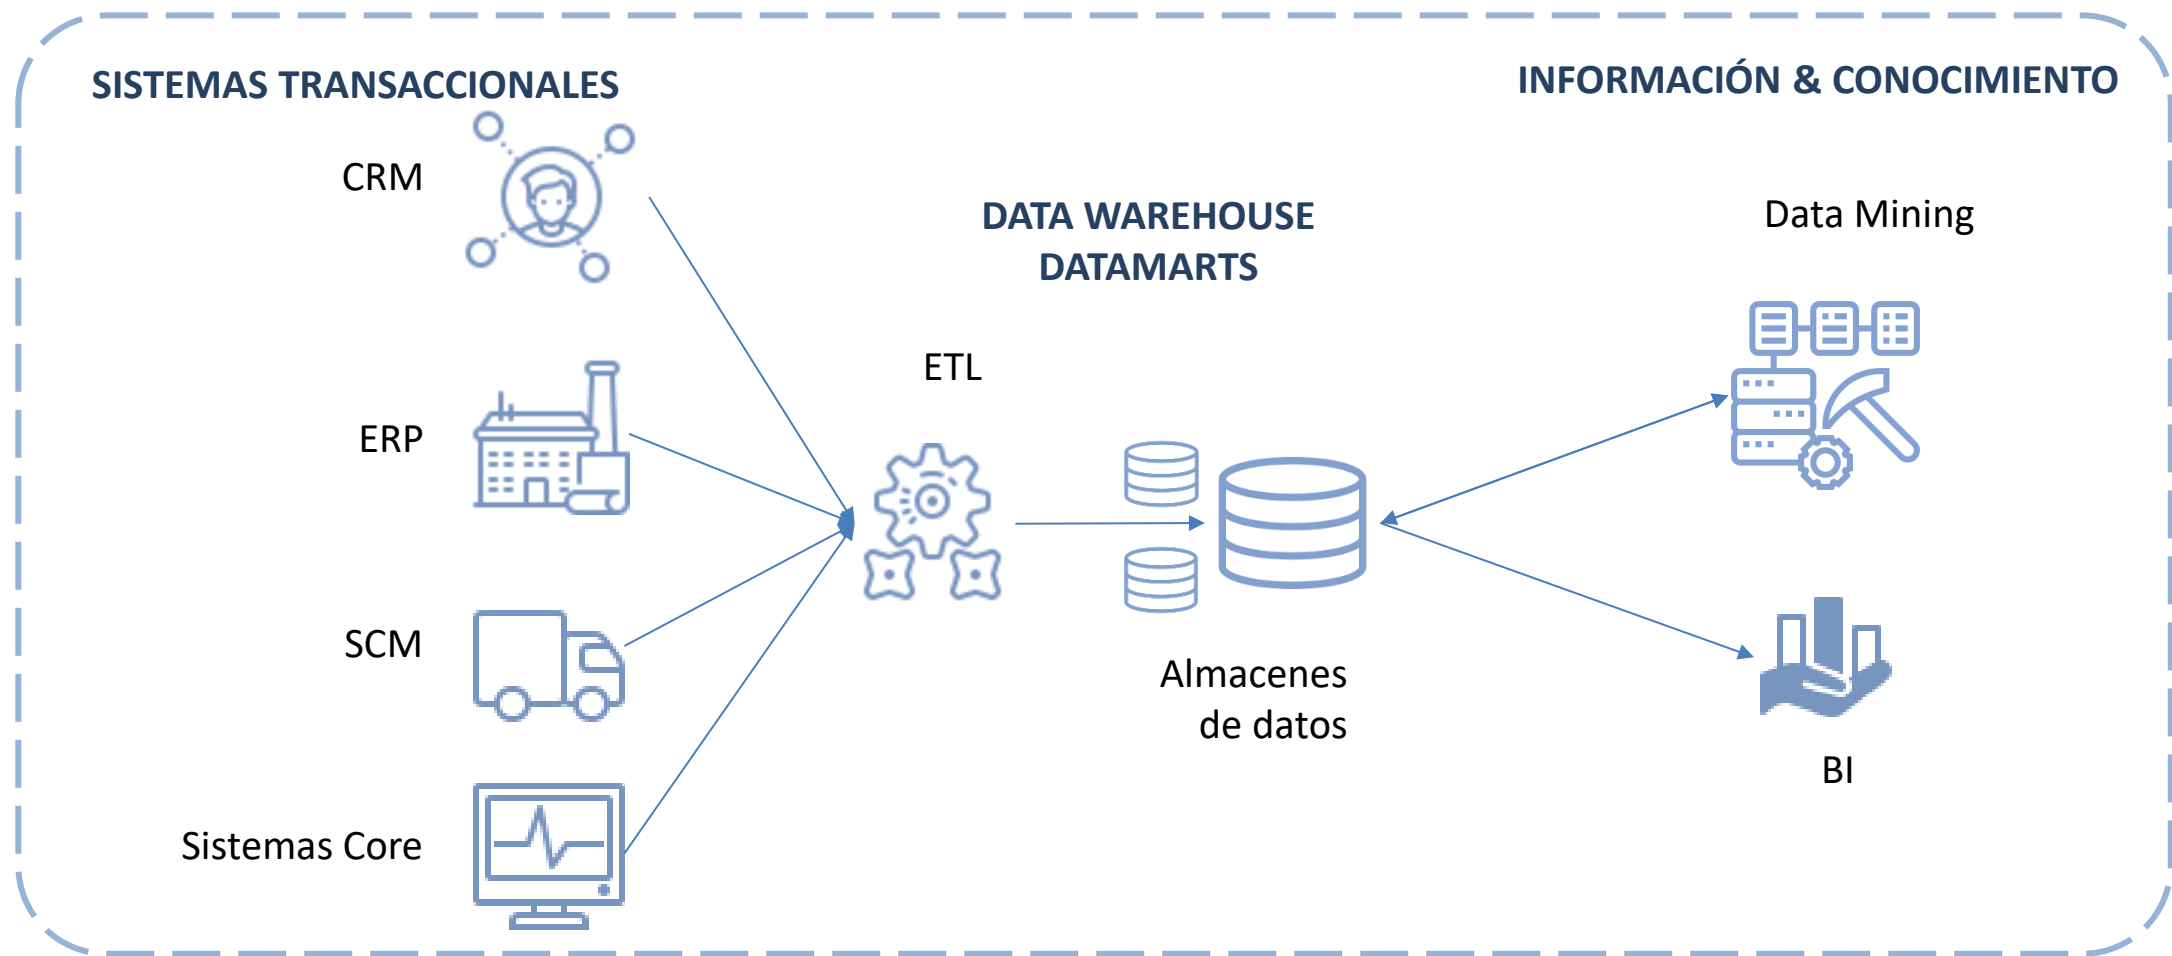 SISTEMAS TRANSACCIONALES
CRM
ERP
SCM
Sistemas Core
DATA WAREHOUSE
DATAMARTS
ETL
Almacenes
de datos
INFORMACIÓN & CONOCIMIENTO
Data Mining
BI